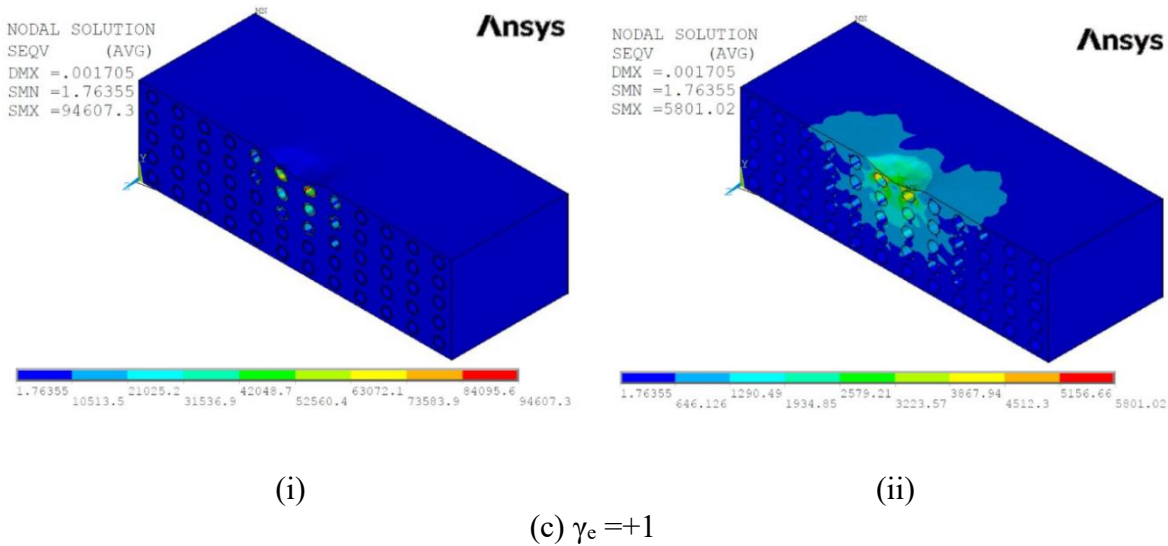 NODAL SOLUTION
SEQV (AVG)
DMX =.001705
SMN =1.76355
SMX =94607.3
MN
Ansys
Y
Z
1.76355 21025.2 42048.7 63072.1 84095.6
10513.5 31536.9 52560.4 73583.9 94607.3
NODAL SOLUTION
SEQV (AVG)
DMX =.001705
SMN =1.76355
SMX =5801.02
MN
Ansys
Y
Z
1.76355 1290.49 2579.21 3867.94 5156.66
646.126 1934.85 3223.57 4512.3 5801.02
(i) (ii)
(c) γₑ =+1